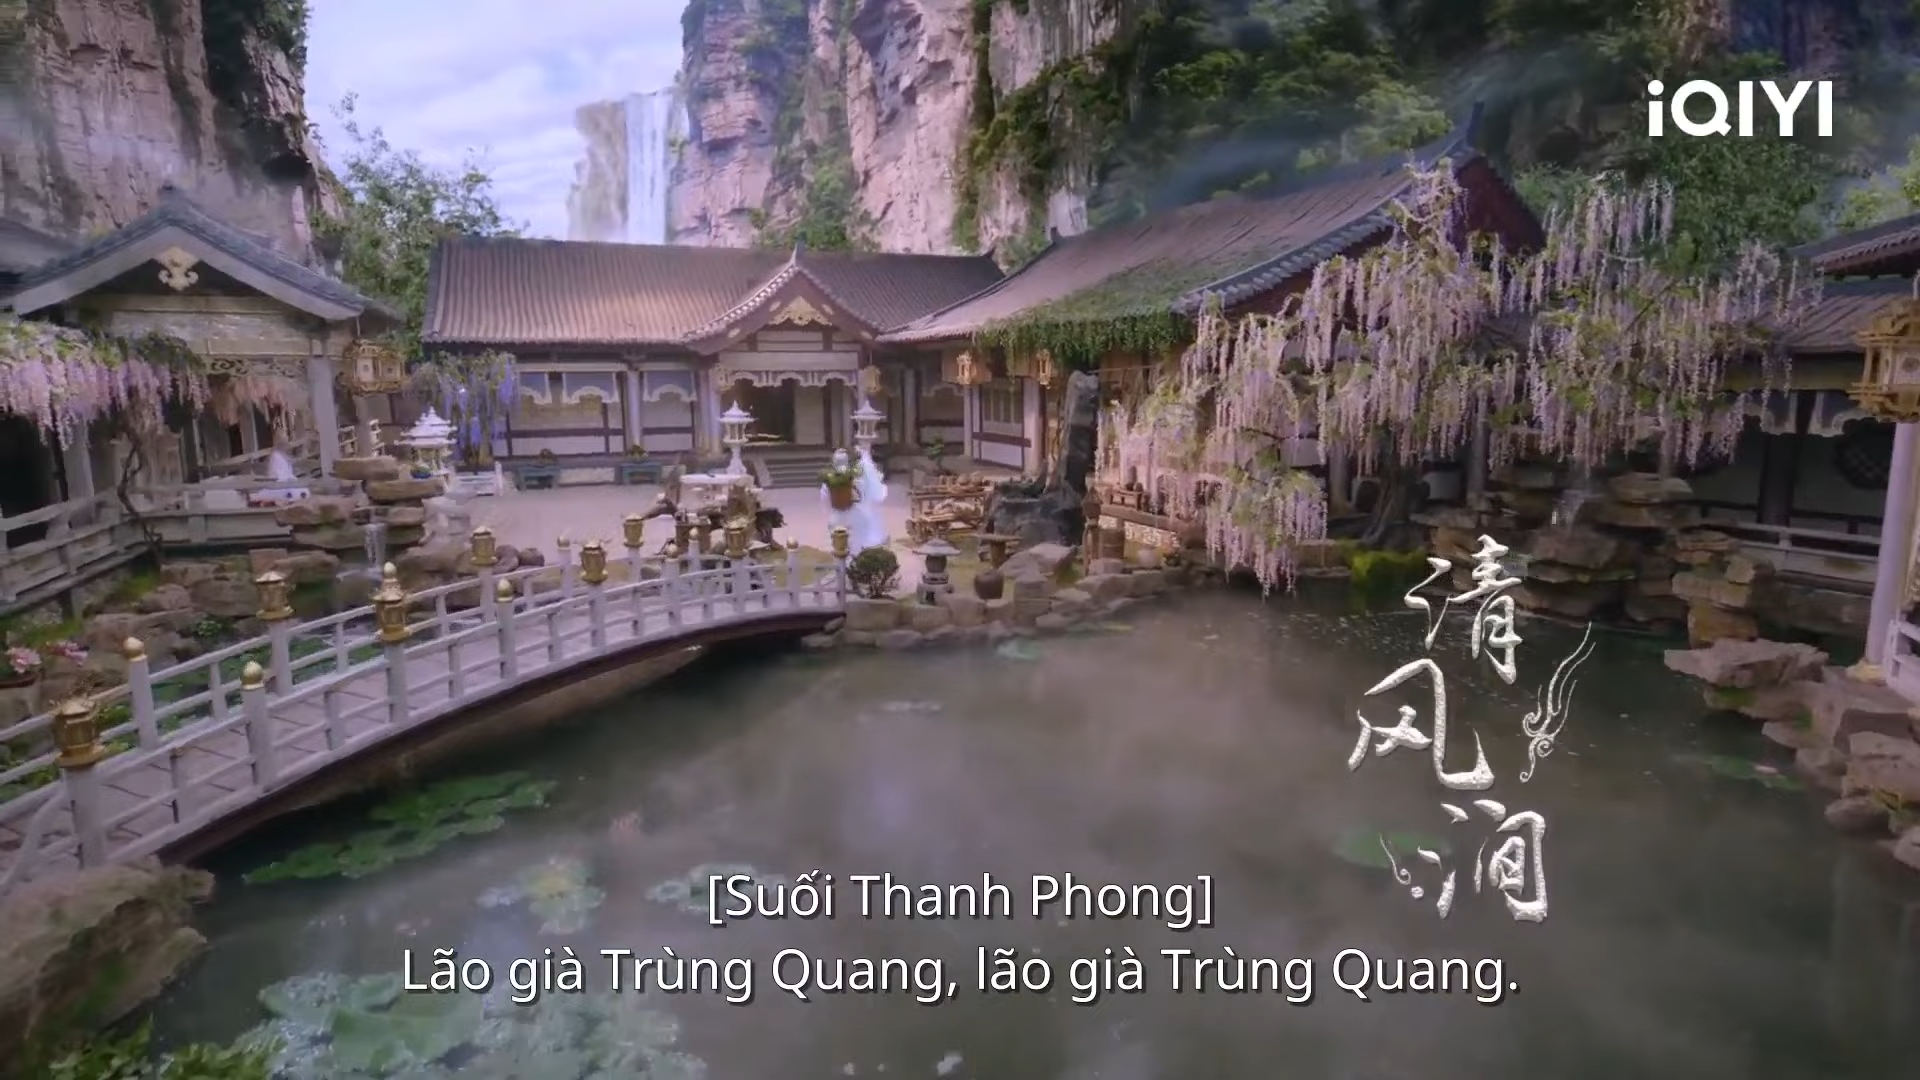 iQIYI
清风涧
[Suối Thanh Phong]
Lão già Trùng Quang, lão già Trùng Quang.